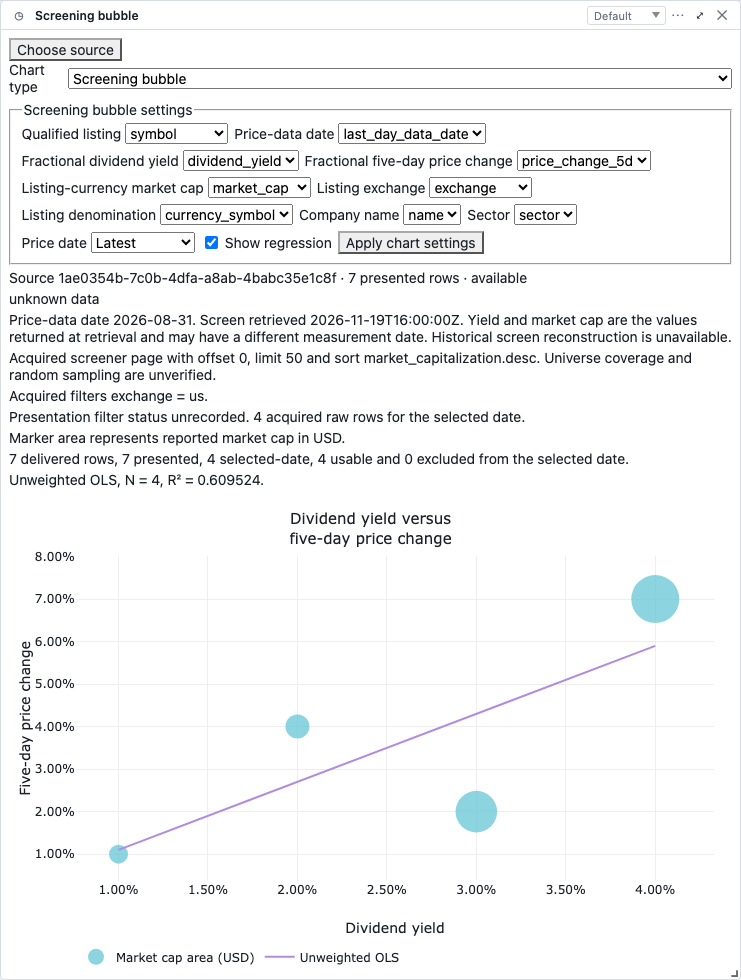 Screening bubble
Default
Choose source
Chart type
Screening bubble
Screening bubble settings
Qualified listing symbol Price-data date last_day_data_date
Fractional dividend yield dividend_yield Fractional five-day price change price_change_5d
Listing-currency market cap market_cap Listing exchange exchange
Listing denomination currency_symbol Company name name Sector sector
Price date Latest Show regression Apply chart settings
Source 1ae0354b-7c0b-4dfa-a8ab-4babc35e1c8f · 7 presented rows · available
unknown data
Price-data date 2026-08-31. Screen retrieved 2026-11-19T16:00:00Z. Yield and market cap are the values
returned at retrieval and may have a different measurement date. Historical screen reconstruction is unavailable.
Acquired screener page with offset 0, limit 50 and sort market_capitalization.desc. Universe coverage and
random sampling are unverified.
Acquired filters exchange = us.
Presentation filter status unrecorded. 4 acquired raw rows for the selected date.
Marker area represents reported market cap in USD.
7 delivered rows, 7 presented, 4 selected-date, 4 usable and 0 excluded from the selected date.
Unweighted OLS, N = 4, R² = 0.609524.
Dividend yield versus
five-day price change
8.00%
7.00%
6.00%
5.00%
4.00%
3.00%
2.00%
1.00%
Five-day price change
1.00% 1.50% 2.00% 2.50% 3.00% 3.50% 4.00%
Dividend yield
Market cap area (USD) Unweighted OLS